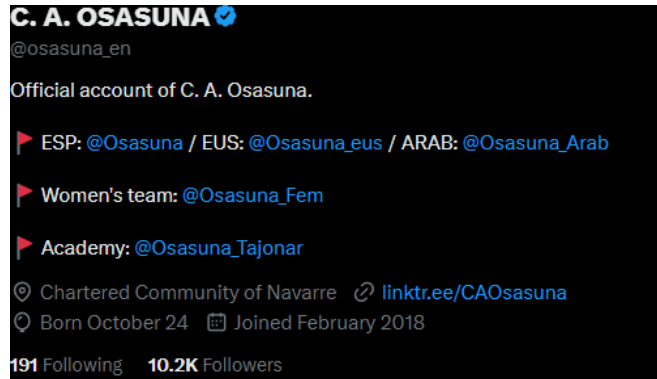 C. A. OSASUNA
@osasuna_en
Official account of C. A. Osasuna.
🚩 ESP: @Osasuna / EUS: @Osasuna_eus / ARAB: @Osasuna_Arab
🚩 Women's team: @Osasuna_Fem
🚩 Academy: @Osasuna_Tajonar
Chartered Community of Navarre linktr.ee/CAOsasuna
Born October 24 Joined February 2018
191 Following 10.2K Followers